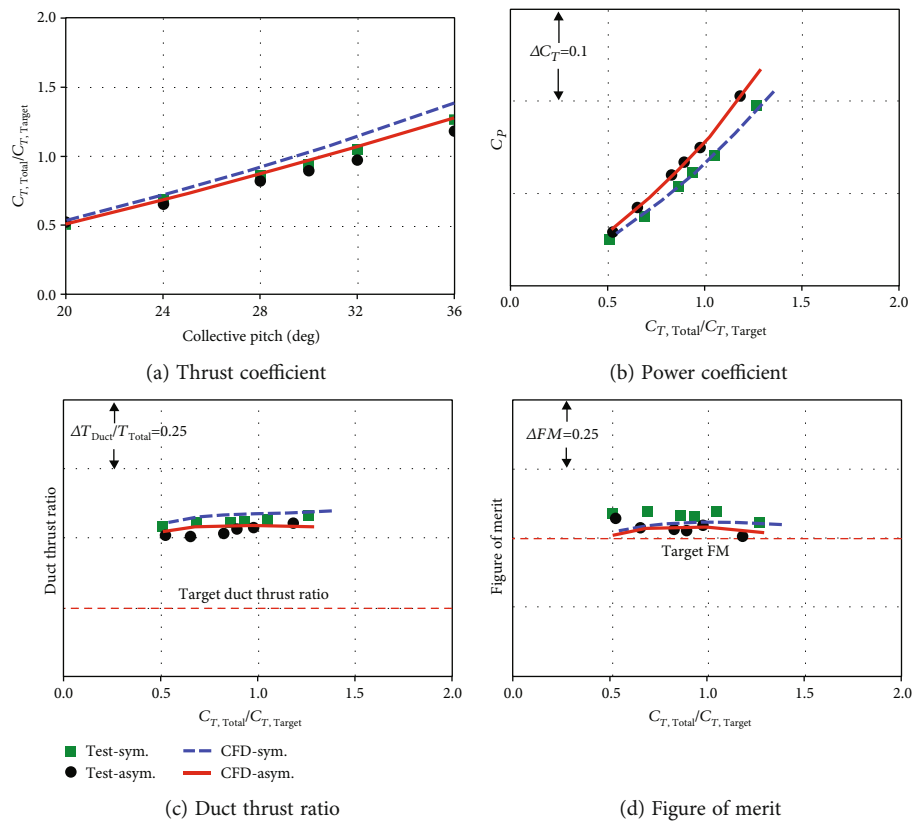 2.0
1.5
1.0
0.5
0.0
C_T, Total/C_T, Target
20 24 28 32 36
Collective pitch (deg)
(a) Thrust coefficient
ΔC_T=0.1
C_P
0.0 0.5 1.0 1.5 2.0
C_T, Total/C_T, Target
(b) Power coefficient
ΔT_Duct/T_Total=0.25
Duct thrust ratio
Target duct thrust ratio
0.0 0.5 1.0 1.5 2.0
C_T, Total/C_T, Target
Test-sym. CFD-sym.
Test-asym. CFD-asym.
(c) Duct thrust ratio
ΔFM=0.25
Figure of merit
Target FM
0.0 0.5 1.0 1.5 2.0
C_T, Total/C_T, Target
(d) Figure of merit